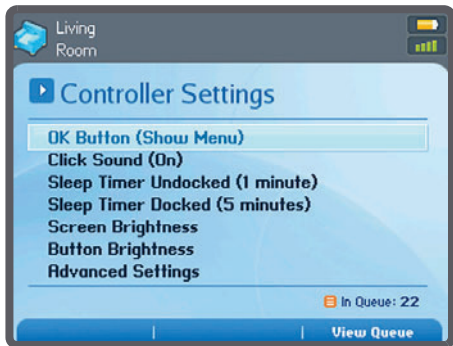 Living
Room
Controller Settings
OK Button (Show Menu)
Click Sound (On)
Sleep Timer Undocked (1 minute)
Sleep Timer Docked (5 minutes)
Screen Brightness
Button Brightness
Advanced Settings
In Queue: 22
View Queue